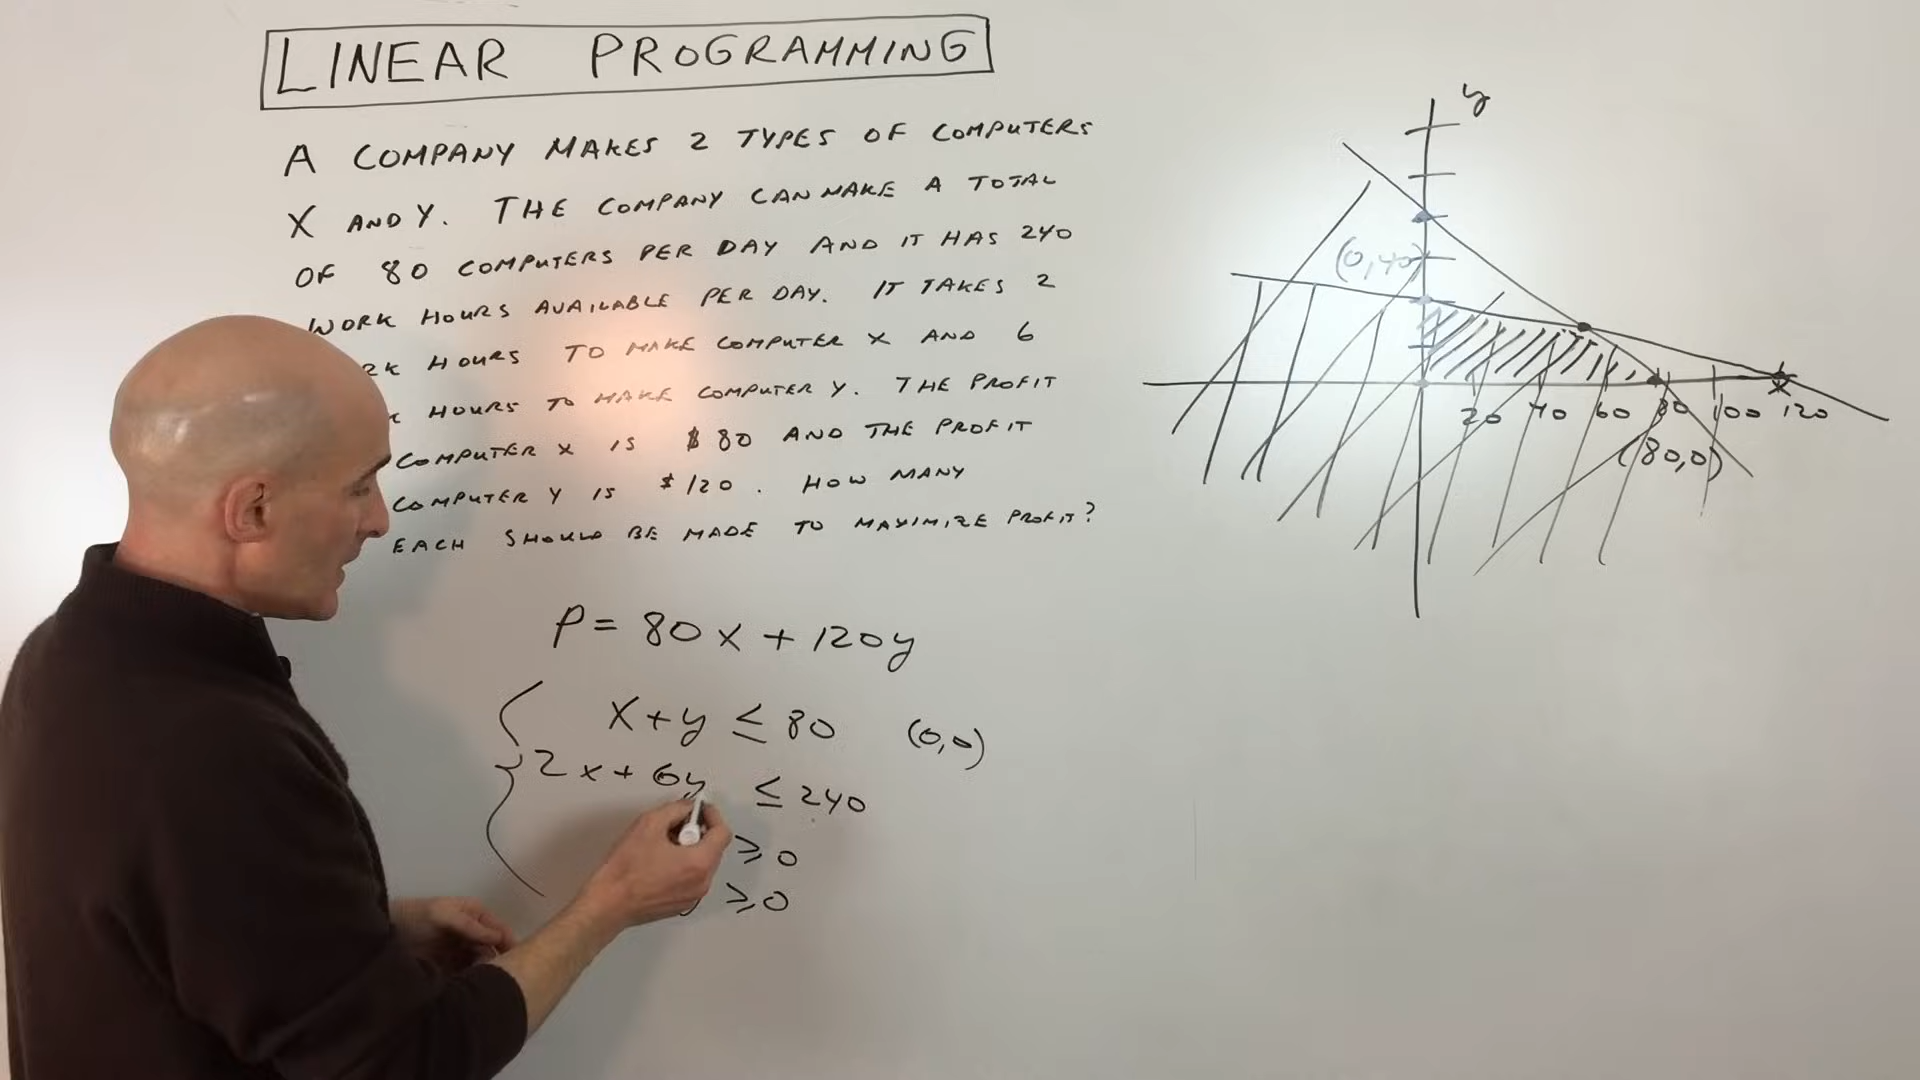 LINEAR PROGRAMMING
A COMPANY MAKES 2 TYPES OF COMPUTERS
X AND Y. THE COMPANY CAN MAKE A TOTAL
OF 80 COMPUTERS PER DAY AND IT HAS 240
WORK HOURS AVAILABLE PER DAY. IT TAKES 2
HOURS TO MAKE COMPUTER X AND 6
HOURS TO MAKE COMPUTER Y. THE PROFIT
COMPUTER X IS $80 AND THE PROFIT
COMPUTER Y IS $120. HOW MANY
EACH SHOULD BE MADE TO MAXIMIZE PROFIT?
P = 80x + 120y
x + y ≤ 80 (0,0)
2x + 6y ≤ 240
≥ 0
≥ 0
y
(0,40)
20 40 60 80 100 120
(80,0)